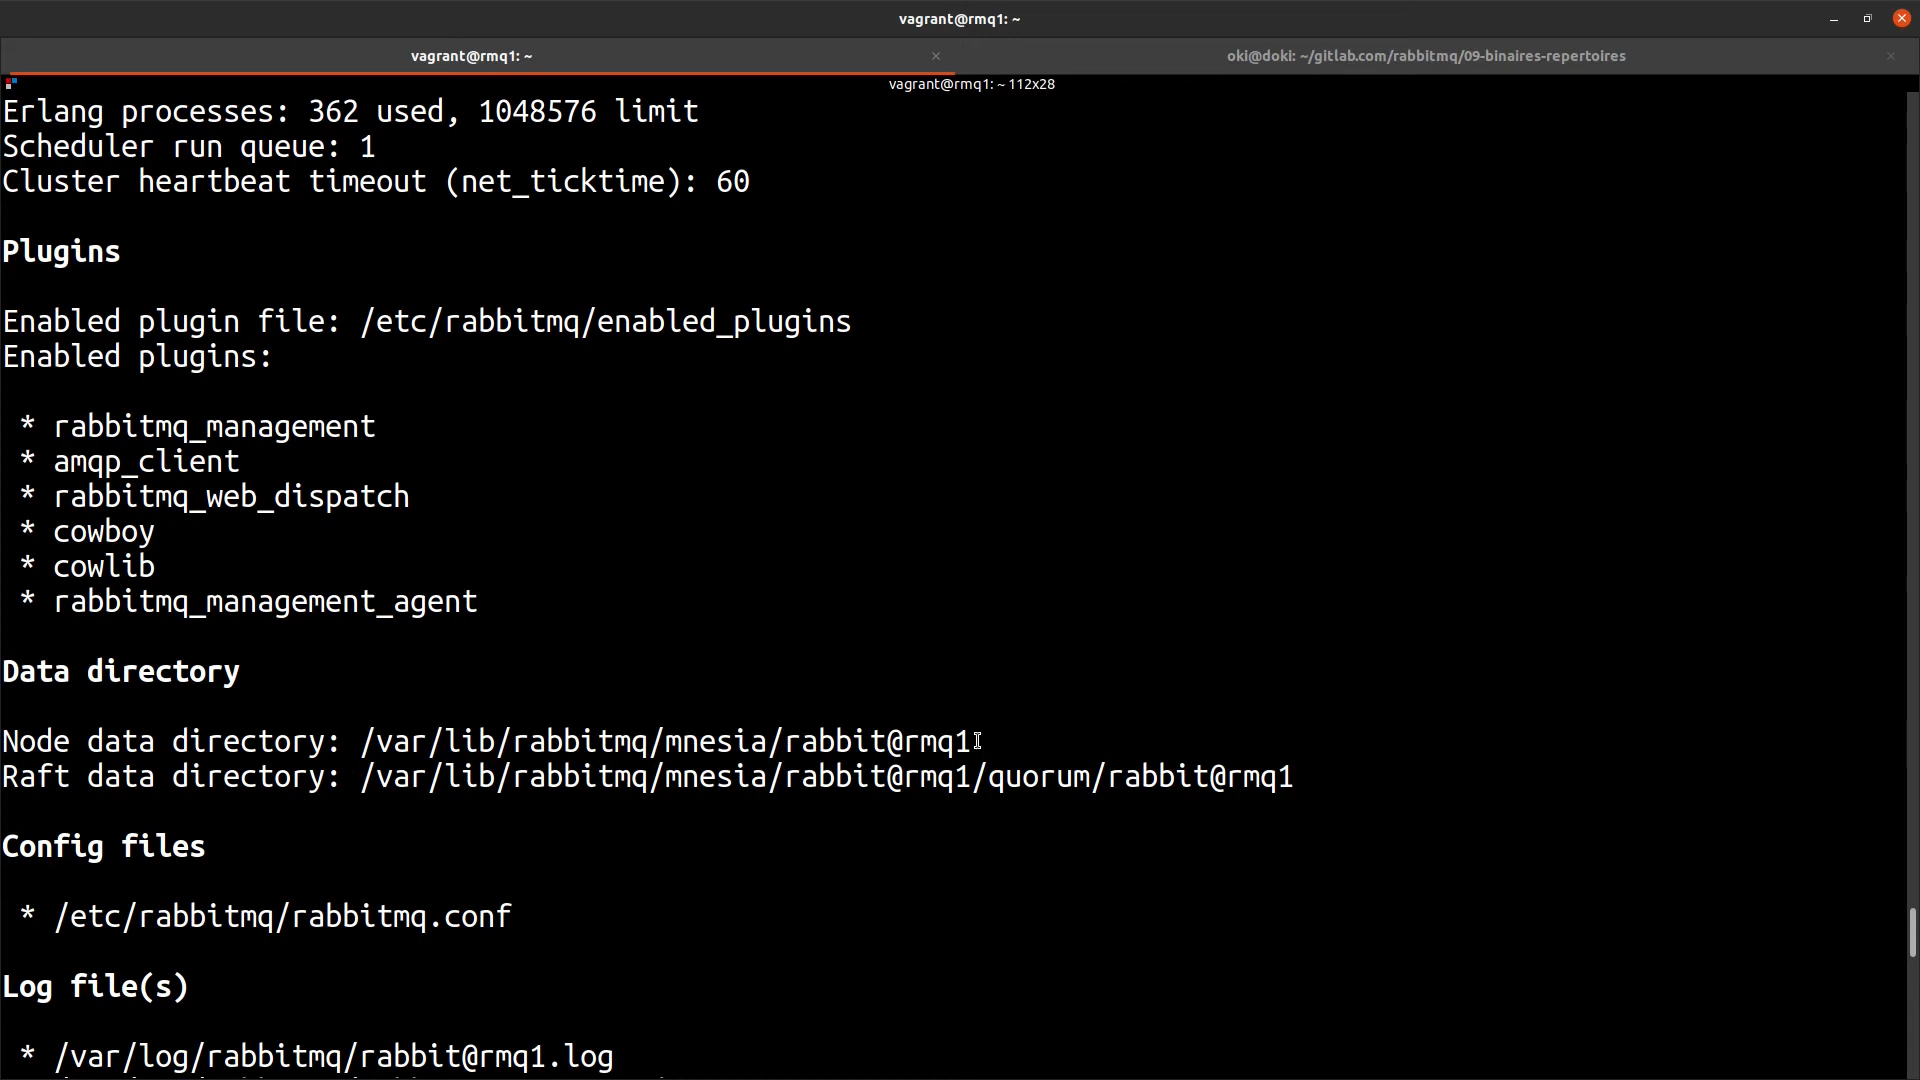 vagrant@rmq1: ~
vagrant@rmq1: ~
oki@doki: ~/gitlab.com/rabbitmq/09-binaires-repertoires
vagrant@rmq1: ~ 112x28
Erlang processes: 362 used, 1048576 limit
Scheduler run queue: 1
Cluster heartbeat timeout (net_ticktime): 60
Plugins
Enabled plugin file: /etc/rabbitmq/enabled_plugins
Enabled plugins:
* rabbitmq_management
* amqp_client
* rabbitmq_web_dispatch
* cowboy
* cowlib
* rabbitmq_management_agent
Data directory
Node data directory: /var/lib/rabbitmq/mnesia/rabbit@rmq1
Raft data directory: /var/lib/rabbitmq/mnesia/rabbit@rmq1/quorum/rabbit@rmq1
Config files
* /etc/rabbitmq/rabbitmq.conf
Log file(s)
* /var/log/rabbitmq/rabbit@rmq1.log